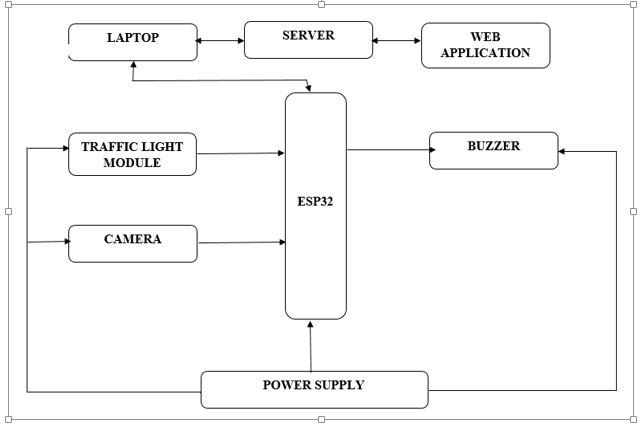 LAPTOP
SERVER
WEB
APPLICATION
TRAFFIC LIGHT
MODULE
BUZZER
ESP32
CAMERA
POWER SUPPLY